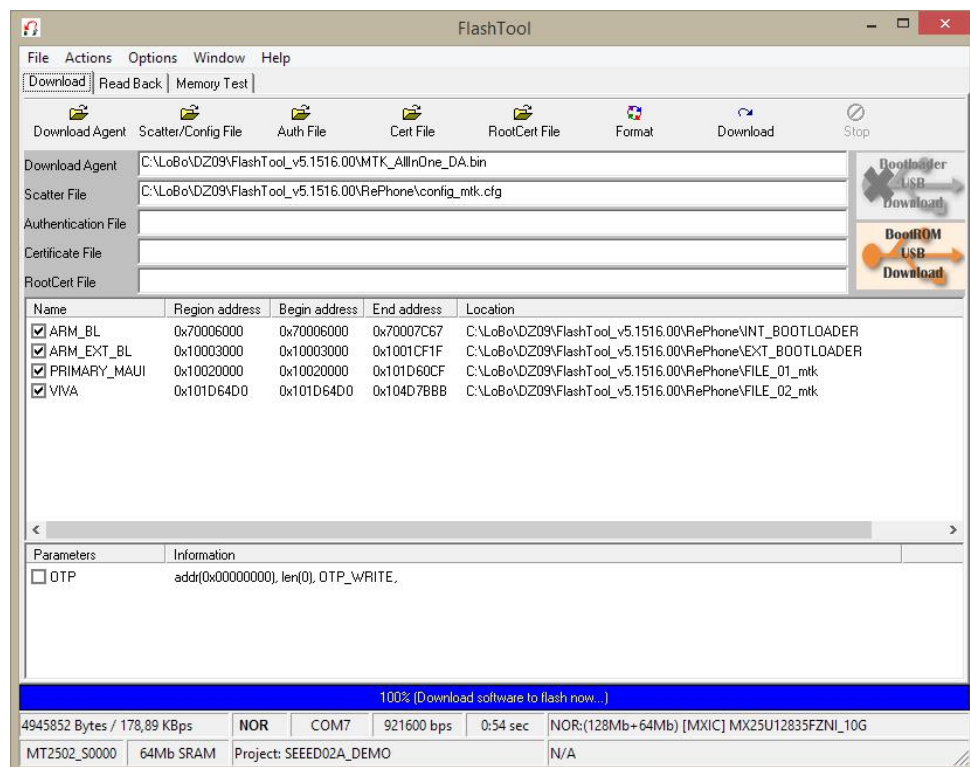 FlashTool
File Actions Options Window Help
Download Read Back Memory Test
Download Agent Scatter/Config File Auth File Cert File RootCert File Format Download Stop
Download Agent C:\LoBo\DZ09\FlashTool_v5.1516.00\MTK_AllInOne_DA.bin
Scatter File C:\LoBo\DZ09\FlashTool_v5.1516.00\RePhone\config_mtk.cfg
Authentication File
Certificate File
RootCert File
Bootloader
USB
Download
BootROM
USB
Download
Name Region address Begin address End address Location
ARM_BL 0x70006000 0x70006000 0x70007C67 C:\LoBo\DZ09\FlashTool_v5.1516.00\RePhone\INT_BOOTLOADER
ARM_EXT_BL 0x10003000 0x10003000 0x1001CF1F C:\LoBo\DZ09\FlashTool_v5.1516.00\RePhone\EXT_BOOTLOADER
PRIMARY_MAUI 0x10020000 0x10020000 0x101D60CF C:\LoBo\DZ09\FlashTool_v5.1516.00\RePhone\FILE_01_mtk
VIVA 0x101D64D0 0x101D64D0 0x104D7BBB C:\LoBo\DZ09\FlashTool_v5.1516.00\RePhone\FILE_02_mtk
Parameters Information
OTP addr(0x00000000), len(0), OTP_WRITE,
100% (Download software to flash now...)
4945852 Bytes / 178,89 KBps NOR COM7 921600 bps 0:54 sec NOR:(128Mb+64Mb) [MXIC] MX25U12835FZNI_10G
MT2502_S0000 64Mb SRAM Project: SEEED02A_DEMO N/A